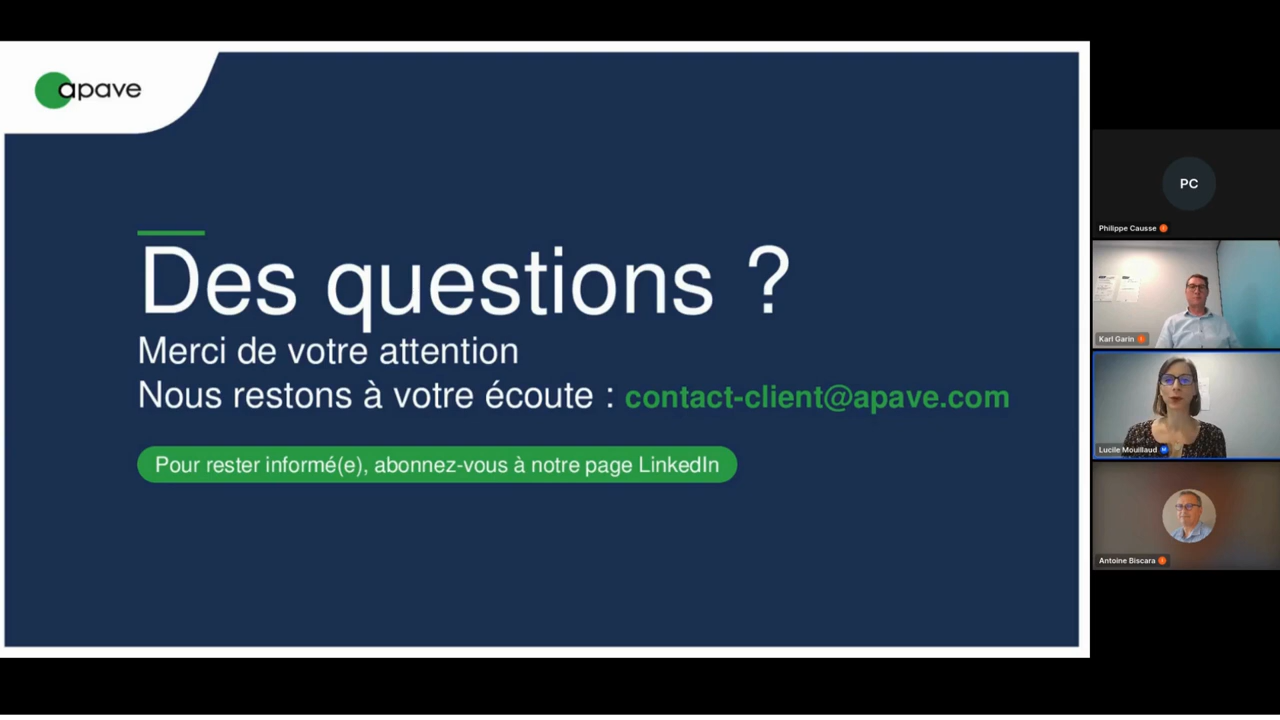 apave
Des questions ?
Merci de votre attention
Nous restons à votre écoute : contact-client@apave.com
Pour rester informé(e), abonnez-vous à notre page LinkedIn
PC
Philippe Causse
Karl Garin
Lucile Mouillaud
Antoine Biscara